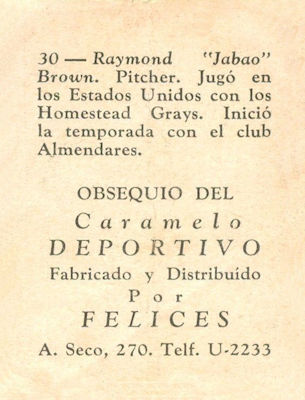 30 — Raymond "Jabao"
Brown. Pitcher. Jugó en
los Estados Unidos con los
Homestead Grays. Inició
la temporada con el club
Almendares.
OBSEQUIO DEL
Caramelo
DEPORTIVO
Fabricado y Distribuído
Por
FELICES
A. Seco, 270. Telf. U-2233